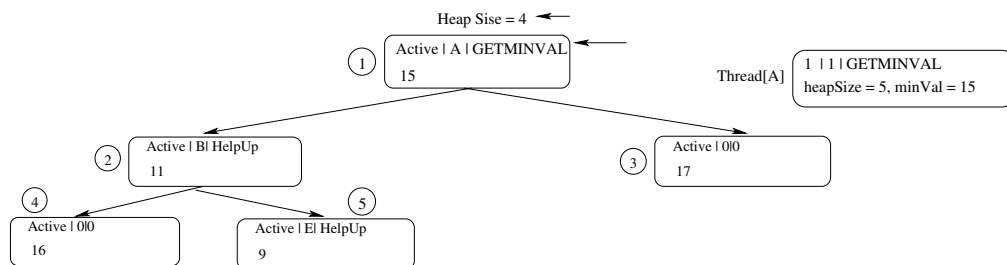 Heap Sise = 4
1
Active | A | GETMINVAL
15
Thread[A]
1 | 1 | GETMINVAL
heapSize = 5, minVal = 15
2
Active | B| HelpUp
11
3
Active | 0|0
17
4
Active | 0|0
16
5
Active | E| HelpUp
9